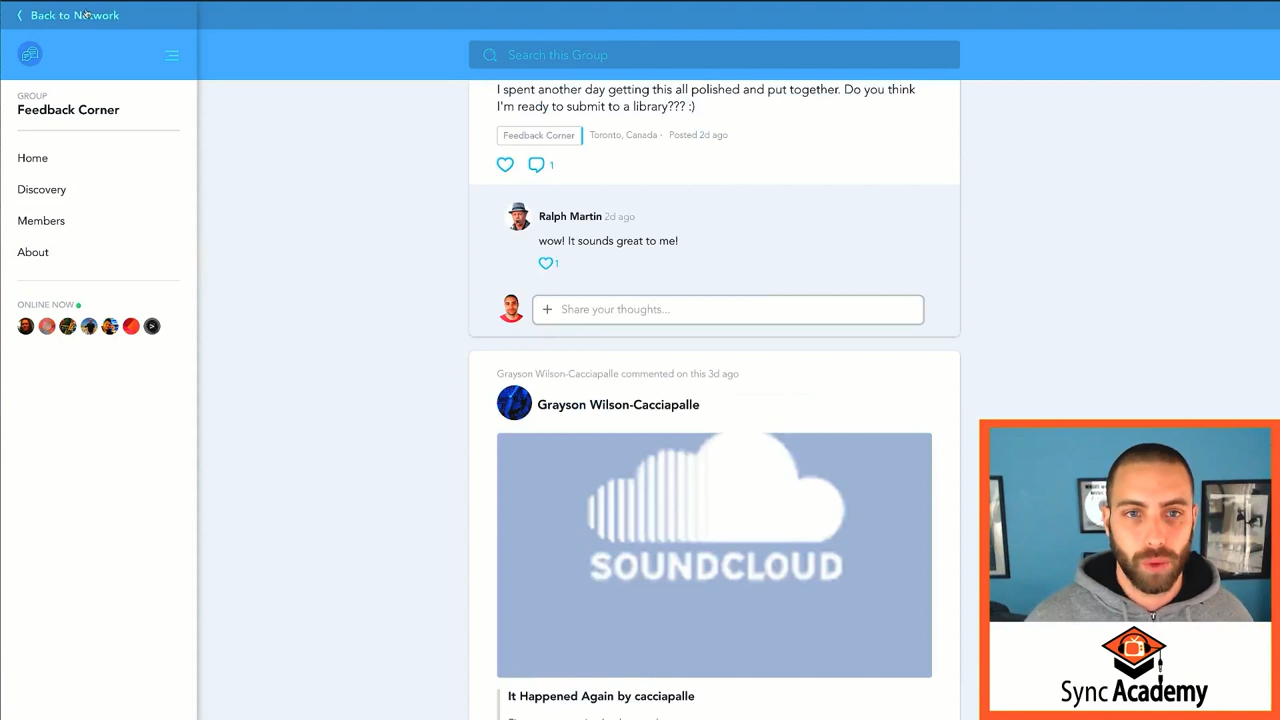 Back to Network
Search this Group
GROUP
Feedback Corner
Home
Discovery
Members
About
ONLINE NOW
I spent another day getting this all polished and put together. Do you think
I'm ready to submit to a library??? :)
Feedback Corner Toronto, Canada · Posted 2d ago
1
Ralph Martin 2d ago
wow! It sounds great to me!
1
Share your thoughts...
Grayson Wilson-Cacciapalle commented on this 3d ago
Grayson Wilson-Cacciapalle
SOUNDCLOUD
It Happened Again by cacciapalle
Sync Academy